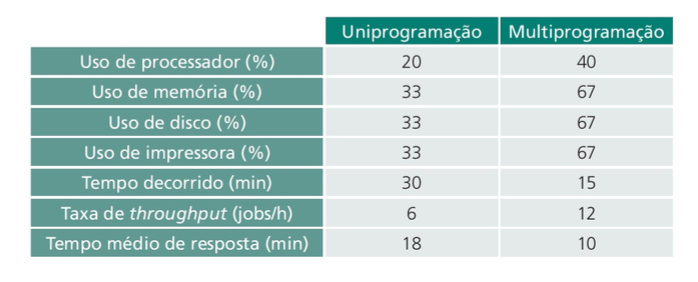 Uniprogramação Multiprogramação
Uso de processador (%) 20 40
Uso de memória (%) 33 67
Uso de disco (%) 33 67
Uso de impressora (%) 33 67
Tempo decorrido (min) 30 15
Taxa de throughput (jobs/h) 6 12
Tempo médio de resposta (min) 18 10